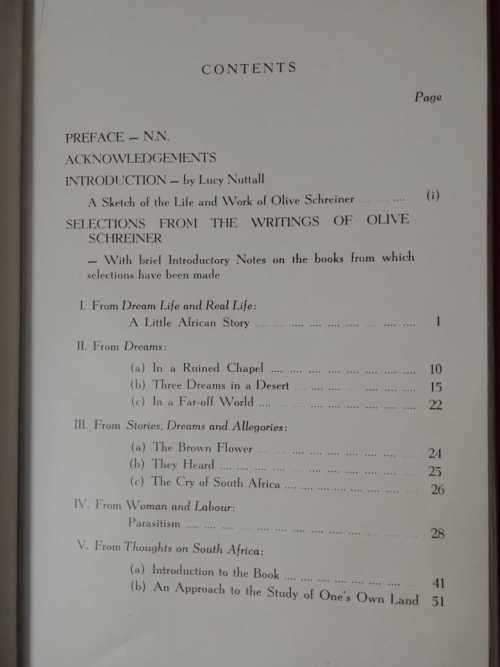 CONTENTS
Page
PREFACE — N.N.
ACKNOWLEDGEMENTS
INTRODUCTION — by Lucy Nuttall
A Sketch of the Life and Work of Olive Schreiner .... (i)
SELECTIONS FROM THE WRITINGS OF OLIVE
SCHREINER
— With brief Introductory Notes on the books from which
selections have been made
I. From Dream Life and Real Life:
A Little African Story .... .... .... .... .... .... 1
II. From Dreams:
(a) In a Ruined Chapel .... .... .... .... .... .... .... 10
(b) Three Dreams in a Desert .... .... .... .... .... 15
(c) In a Far-off World .... .... .... .... .... .... .... 22
III. From Stories, Dreams and Allegories:
(a) The Brown Flower .... .... .... .... .... .... .... 24
(b) They Heard .... .... .... .... .... .... .... .... 25
(c) The Cry of South Africa .... .... .... .... .... .... 26
IV. From Woman and Labour:
Parasitism .... .... .... .... .... .... .... .... .... 28
V. From Thoughts on South Africa:
(a) Introduction to the Book .... .... .... .... .... .... 41
(b) An Approach to the Study of One's Own Land 51